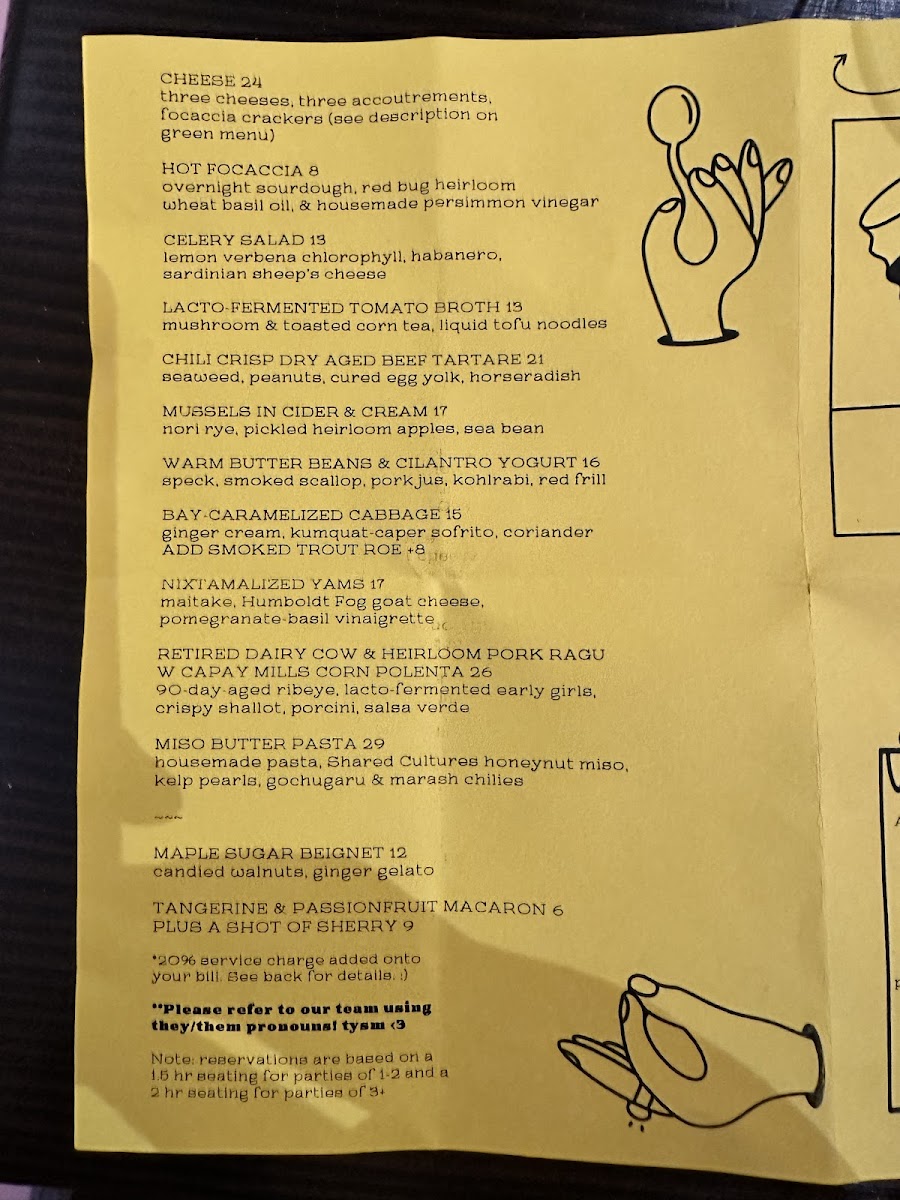 CHEESE 24
three cheeses, three accoutrements,
focaccia crackers (see description on
green menu)
HOT FOCACCIA 8
overnight sourdough, red bug heirloom
wheat basil oil, & housemade persimmon vinegar
CELERY SALAD 13
lemon verbena chlorophyll, habanero,
sardinian sheep's cheese
LACTO-FERMENTED TOMATO BROTH 13
mushroom & toasted corn tea, liquid tofu noodles
CHILI CRISP DRY AGED BEEF TARTARE 21
seaweed, peanuts, cured egg yolk, horseradish
MUSSELS IN CIDER & CREAM 17
nori rye, pickled heirloom apples, sea bean
WARM BUTTER BEANS & CILANTRO YOGURT 16
speck, smoked scallop, pork jus, kohlrabi, red frill
BAY-CARAMELIZED CABBAGE 15
ginger cream, kumquat-caper sofrito, coriander
ADD SMOKED TROUT ROE +8
NIXTAMALIZED YAMS 17
maitake, Humboldt Fog goat cheese,
pomegranate-basil vinaigrette
RETIRED DAIRY COW & HEIRLOOM PORK RAGU
W CAPAY MILLS CORN POLENTA 26
90-day-aged ribeye, lacto-fermented early girls,
crispy shallot, porcini, salsa verde
MISO BUTTER PASTA 29
housemade pasta, Shared Cultures honeynut miso,
kelp pearls, gochugaru & marash chilies
~~~
MAPLE SUGAR BEIGNET 12
candied walnuts, ginger gelato
TANGERINE & PASSIONFRUIT MACARON 6
PLUS A SHOT OF SHERRY 9
*20% service charge added onto
your bill. See back for details. :)
**Please refer to our team using
they/them pronouns! tysm <3
Note: reservations are based on a
1.5 hr seating for parties of 1-2 and a
2 hr seating for parties of 3+